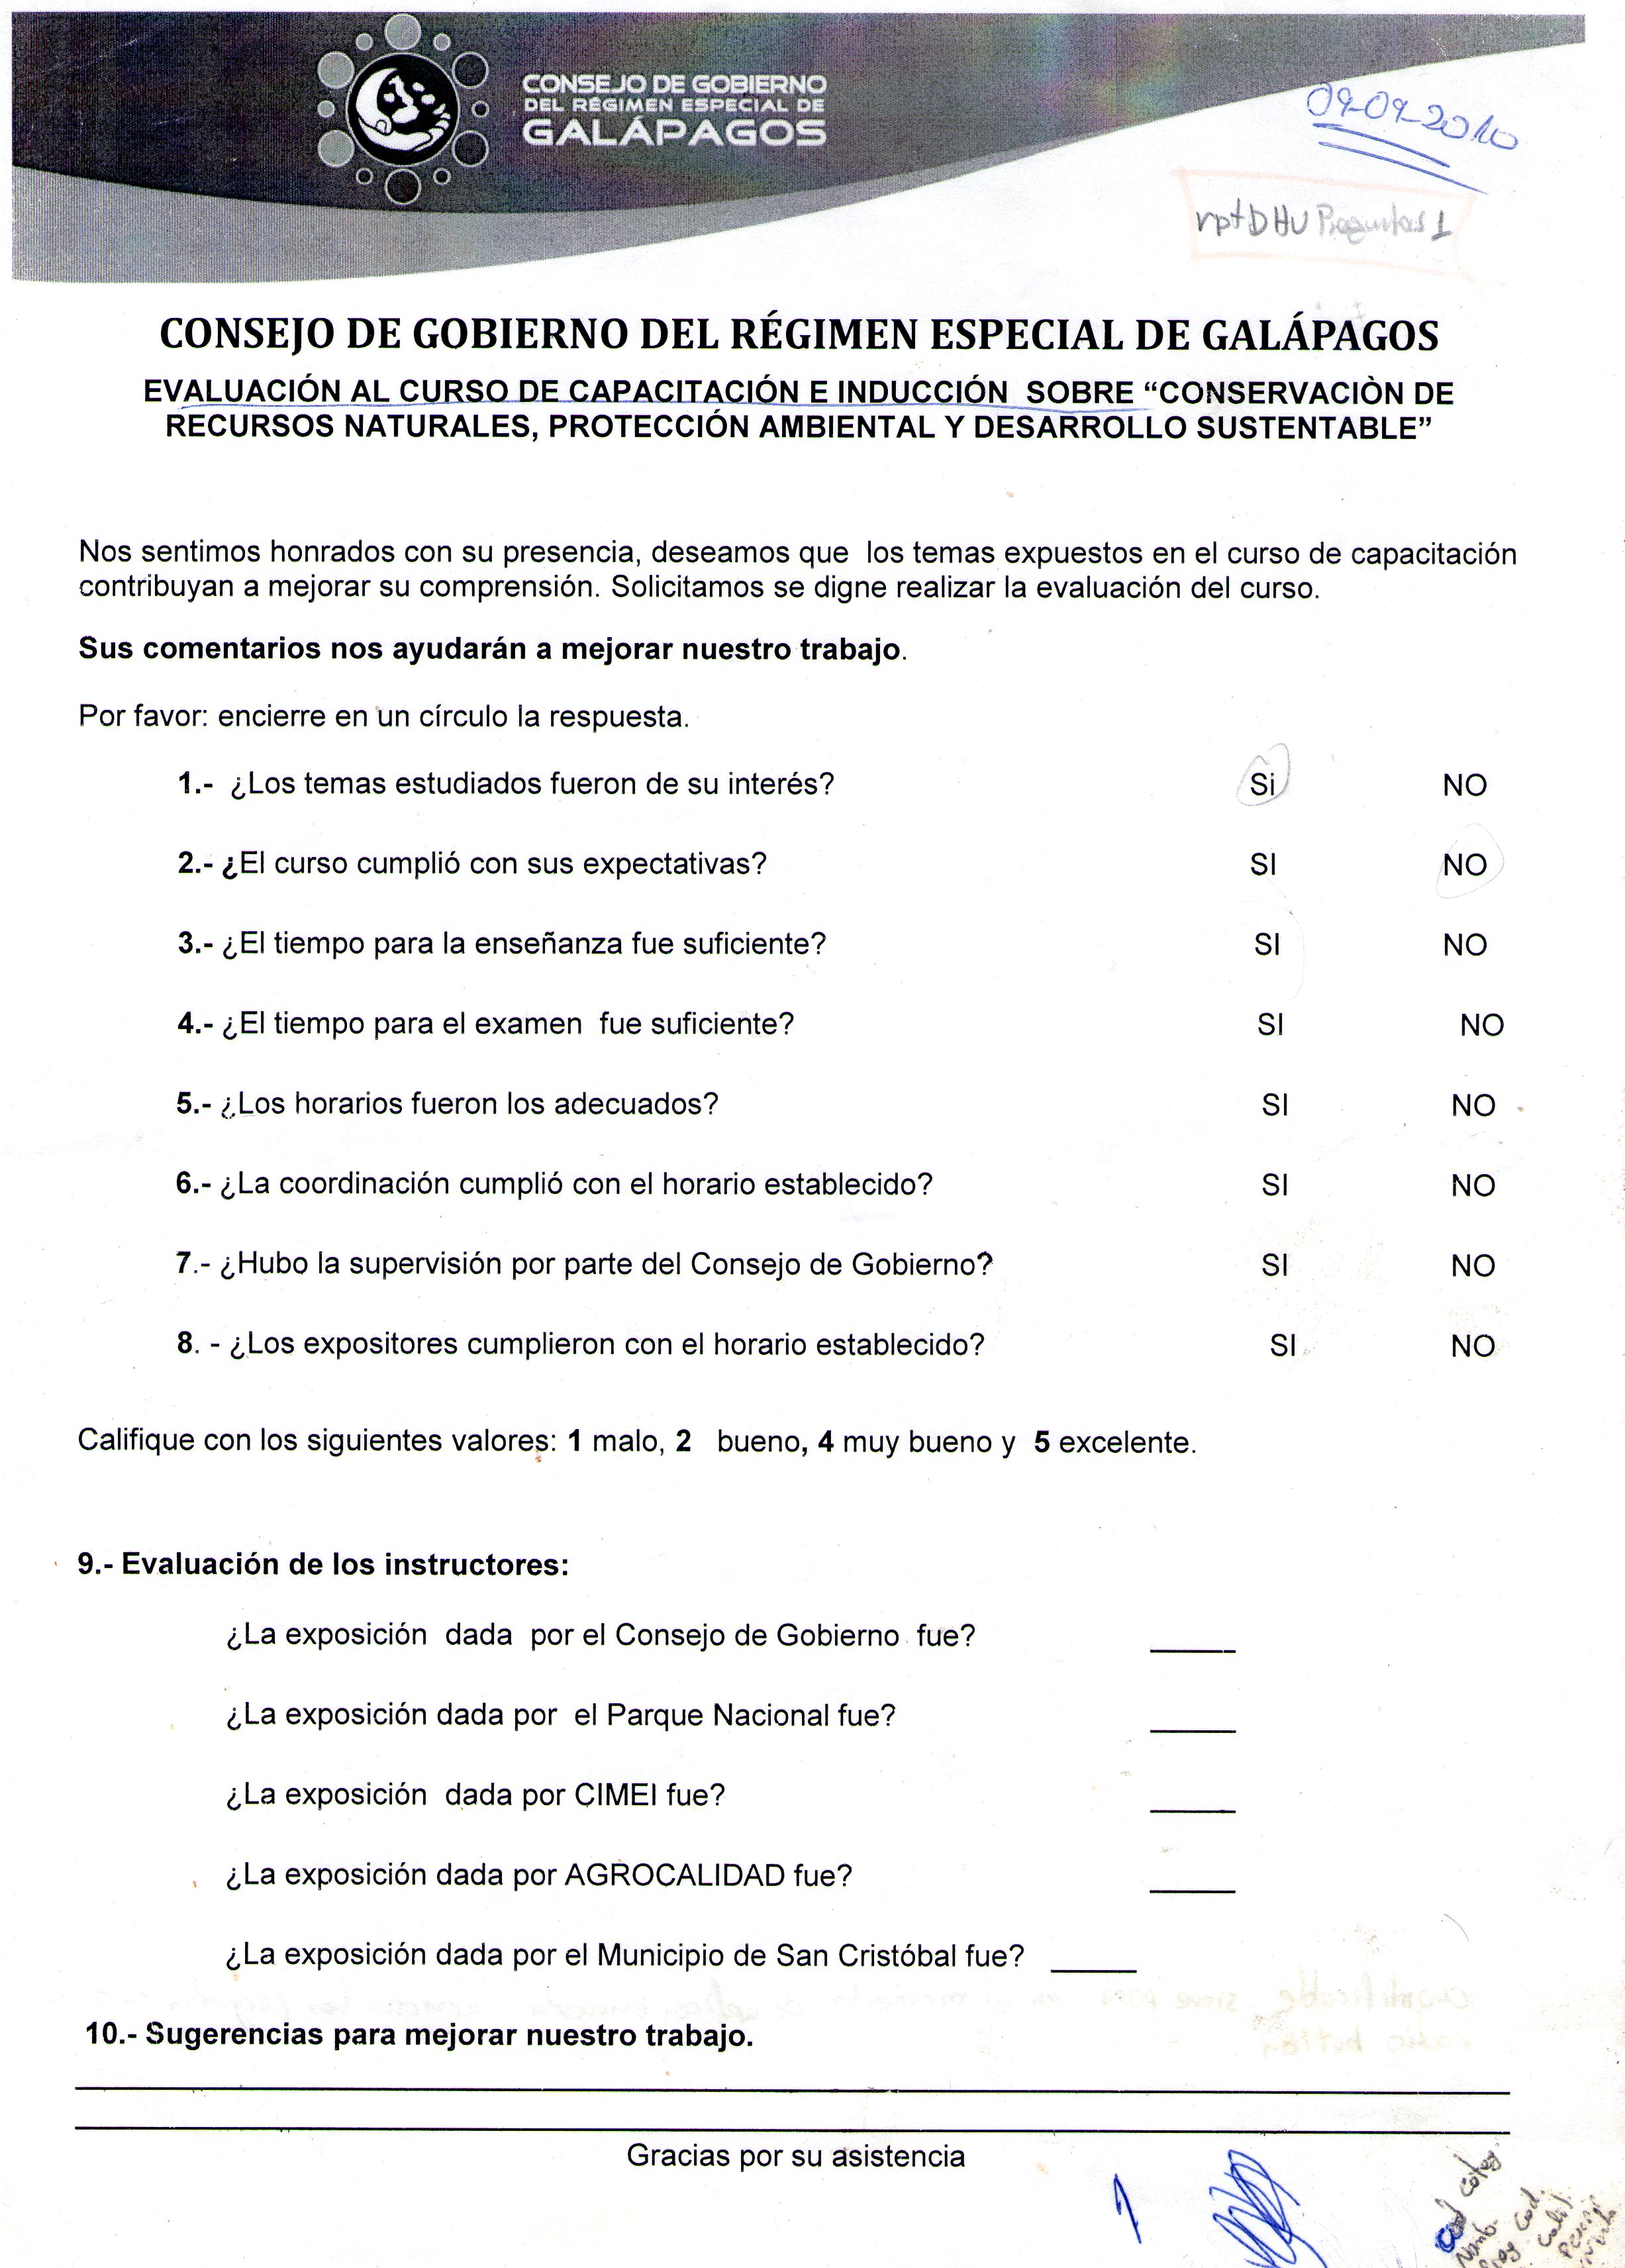 CONSEJO DE GOBIERNO
DEL RÉGIMEN ESPECIAL DE
GALÁPAGOS
09-09-2010
rptDHU Preguntas 1
CONSEJO DE GOBIERNO DEL RÉGIMEN ESPECIAL DE GALÁPAGOS
EVALUACIÓN AL CURSO DE CAPACITACIÓN E INDUCCIÓN SOBRE “CONSERVACIÒN DE
RECURSOS NATURALES, PROTECCIÓN AMBIENTAL Y DESARROLLO SUSTENTABLE”
Nos sentimos honrados con su presencia, deseamos que los temas expuestos en el curso de capacitación
contribuyan a mejorar su comprensión. Solicitamos se digne realizar la evaluación del curso.
Sus comentarios nos ayudarán a mejorar nuestro trabajo.
Por favor: encierre en un círculo la respuesta.
1.- ¿Los temas estudiados fueron de su interés? Si NO
2.- ¿El curso cumplió con sus expectativas? SI NO
3.- ¿El tiempo para la enseñanza fue suficiente? SI NO
4.- ¿El tiempo para el examen fue suficiente? SI NO
5.- ¿Los horarios fueron los adecuados? SI NO
6.- ¿La coordinación cumplió con el horario establecido? SI NO
7.- ¿Hubo la supervisión por parte del Consejo de Gobierno? SI NO
8. - ¿Los expositores cumplieron con el horario establecido? SI NO
Califique con los siguientes valores: 1 malo, 2 bueno, 4 muy bueno y 5 excelente.
9.- Evaluación de los instructores:
¿La exposición dada por el Consejo de Gobierno fue? _____
¿La exposición dada por el Parque Nacional fue? _____
¿La exposición dada por CIMEI fue? _____
¿La exposición dada por AGROCALIDAD fue? _____
¿La exposición dada por el Municipio de San Cristóbal fue? _____
10.- Sugerencias para mejorar nuestro trabajo.
Gracias por su asistencia
1